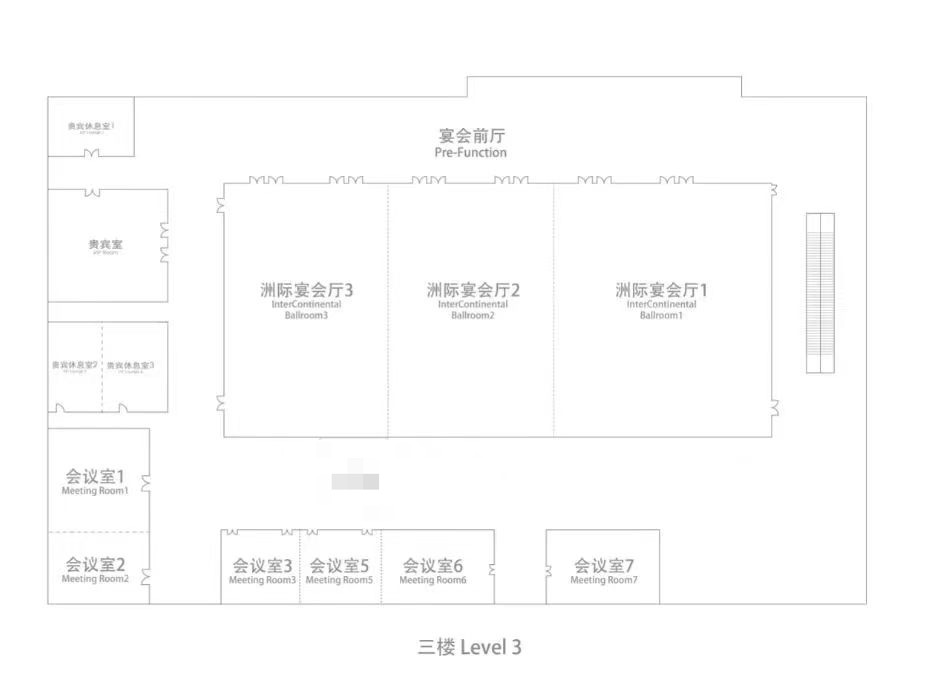 贵宾休息室1
宴会前厅
Pre-Function
贵宾室
VIP Room
洲际宴会厅3
InterContinental
Ballroom3
洲际宴会厅2
InterContinental
Ballroom2
洲际宴会厅1
InterContinental
Ballroom1
贵宾休息室2
贵宾休息室3
会议室1
Meeting Room1
会议室2
Meeting Room2
会议室3
Meeting Room3
会议室5
Meeting Room5
会议室6
Meeting Room6
会议室7
Meeting Room7
三楼 Level 3